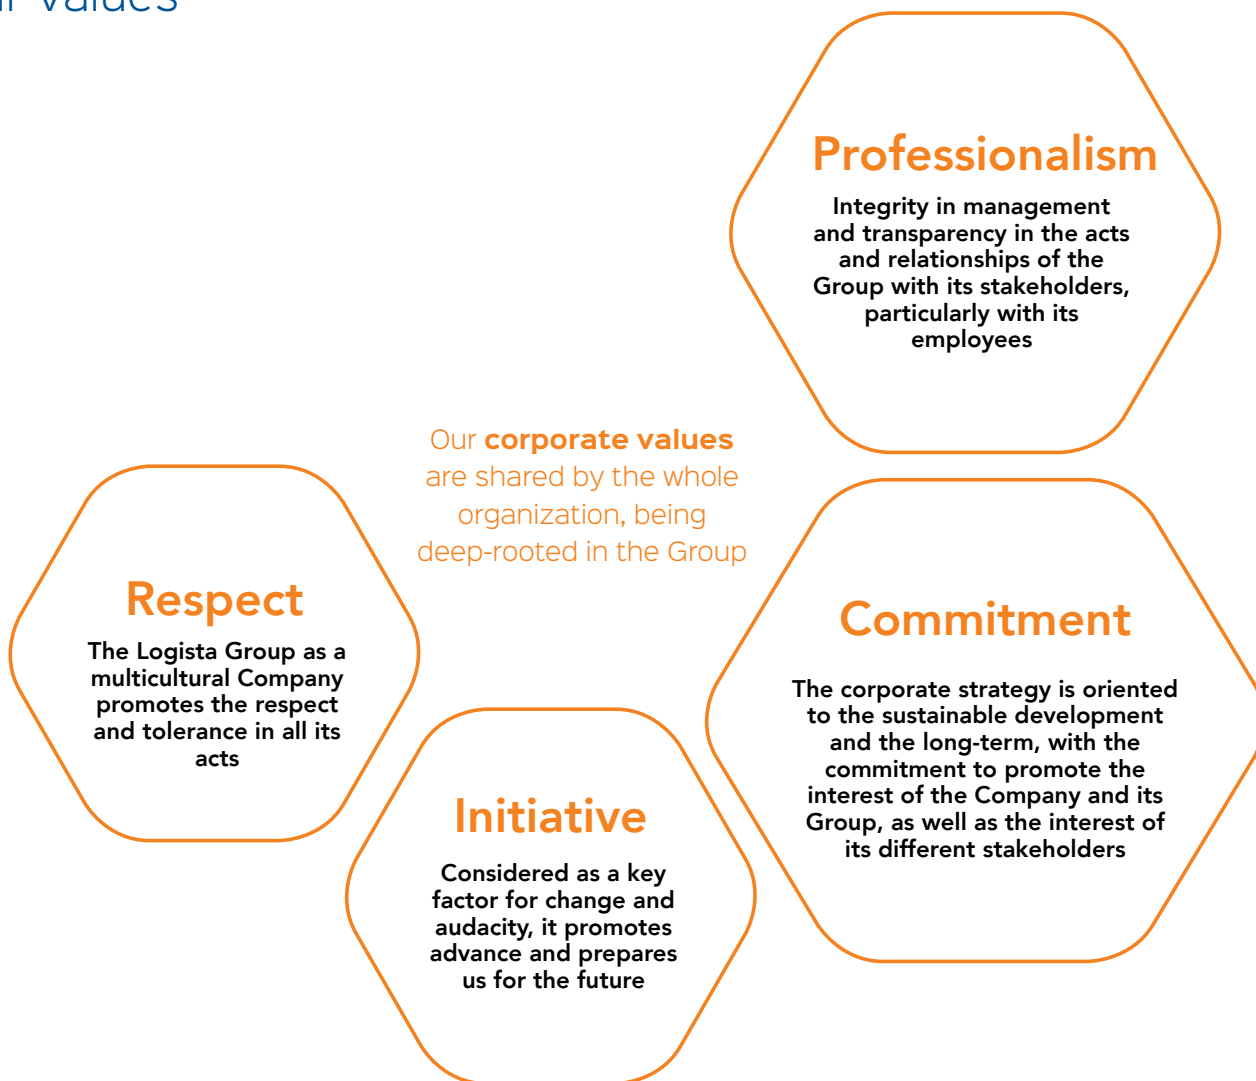 Values
Professionalism
Integrity in management
and transparency in the acts
and relationships of the
Group with its stakeholders,
particularly with its
employees
Our corporate values
are shared by the whole
organization, being
deep-rooted in the Group
Respect
The Logista Group as a
multicultural Company
promotes the respect
and tolerance in all its
acts
Commitment
The corporate strategy is oriented
to the sustainable development
and the long-term, with the
commitment to promote the
interest of the Company and its
Group, as well as the interest of
its different stakeholders
Initiative
Considered as a key
factor for change and
audacity, it promotes
advance and prepares
us for the future